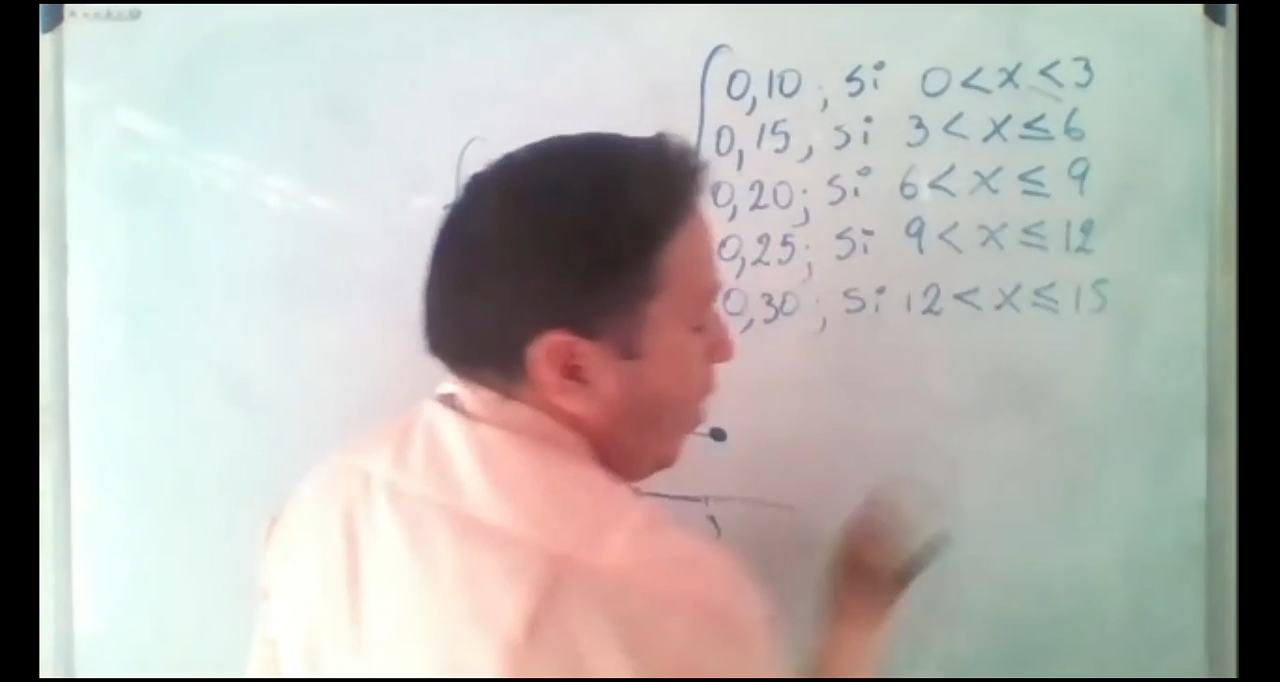 0,10 ; si 0 < x ≤ 3
0,15 , si 3 < x ≤ 6
0,20 ; si 6 < x ≤ 9
0,25 ; si 9 < x ≤ 12
0,30 ; si 12 < x ≤ 15